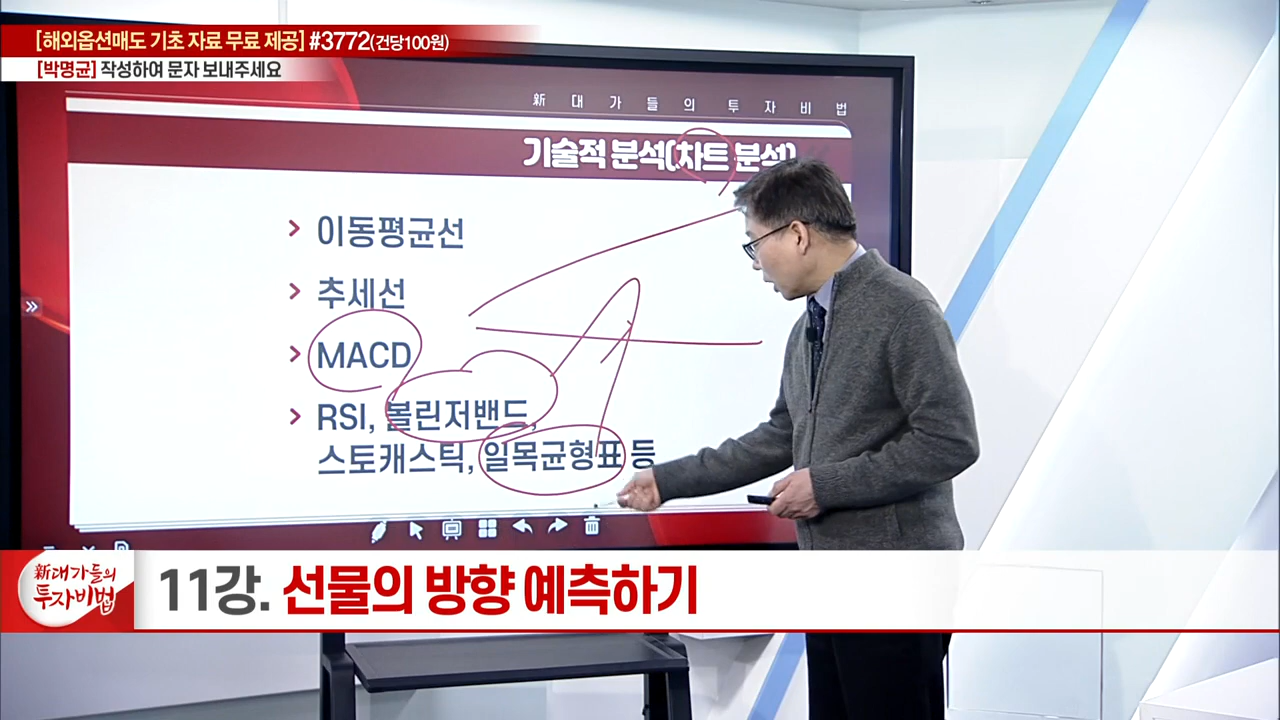 [해외옵션매도 기초 자료 무료 제공] #3772(건당100원)
[박명균] 작성하여 문자 보내주세요
新 대 가 들 의 투 자 비 법
기술적 분석(차트 분석)
이동평균선
추세선
MACD
RSI, 볼린저밴드,
스토캐스틱, 일목균형표 등
新대가들의
투자비법
11강. 선물의 방향 예측하기